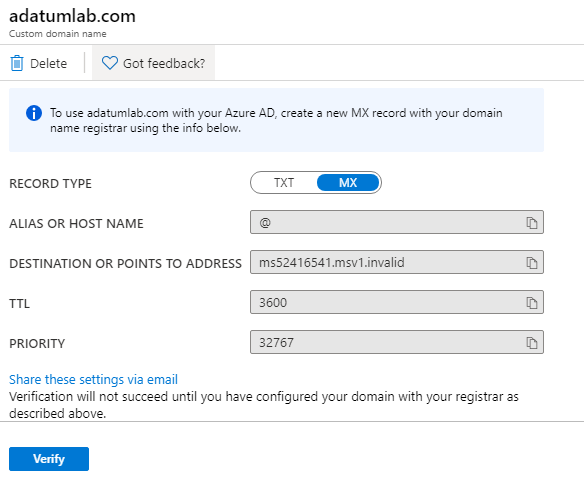 adatumlab.com
Custom domain name
Delete
Got feedback?
To use adatumlab.com with your Azure AD, create a new MX record with your domain
name registrar using the info below.
RECORD TYPE TXT MX
ALIAS OR HOST NAME @
DESTINATION OR POINTS TO ADDRESS ms52416541.msv1.invalid
TTL 3600
PRIORITY 32767
Share these settings via email
Verification will not succeed until you have configured your domain with your registrar as
described above.
Verify